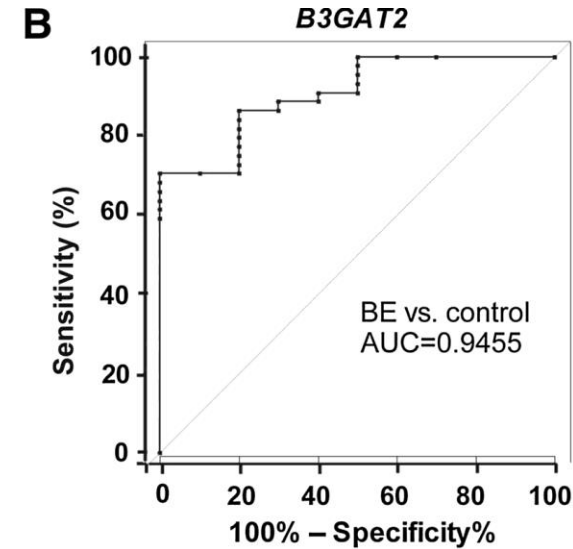 B
B3GAT2
Sensitivity (%)
100
80
60
40
20
0
BE vs. control
AUC=0.9455
0 20 40 60 80 100
100% – Specificity%